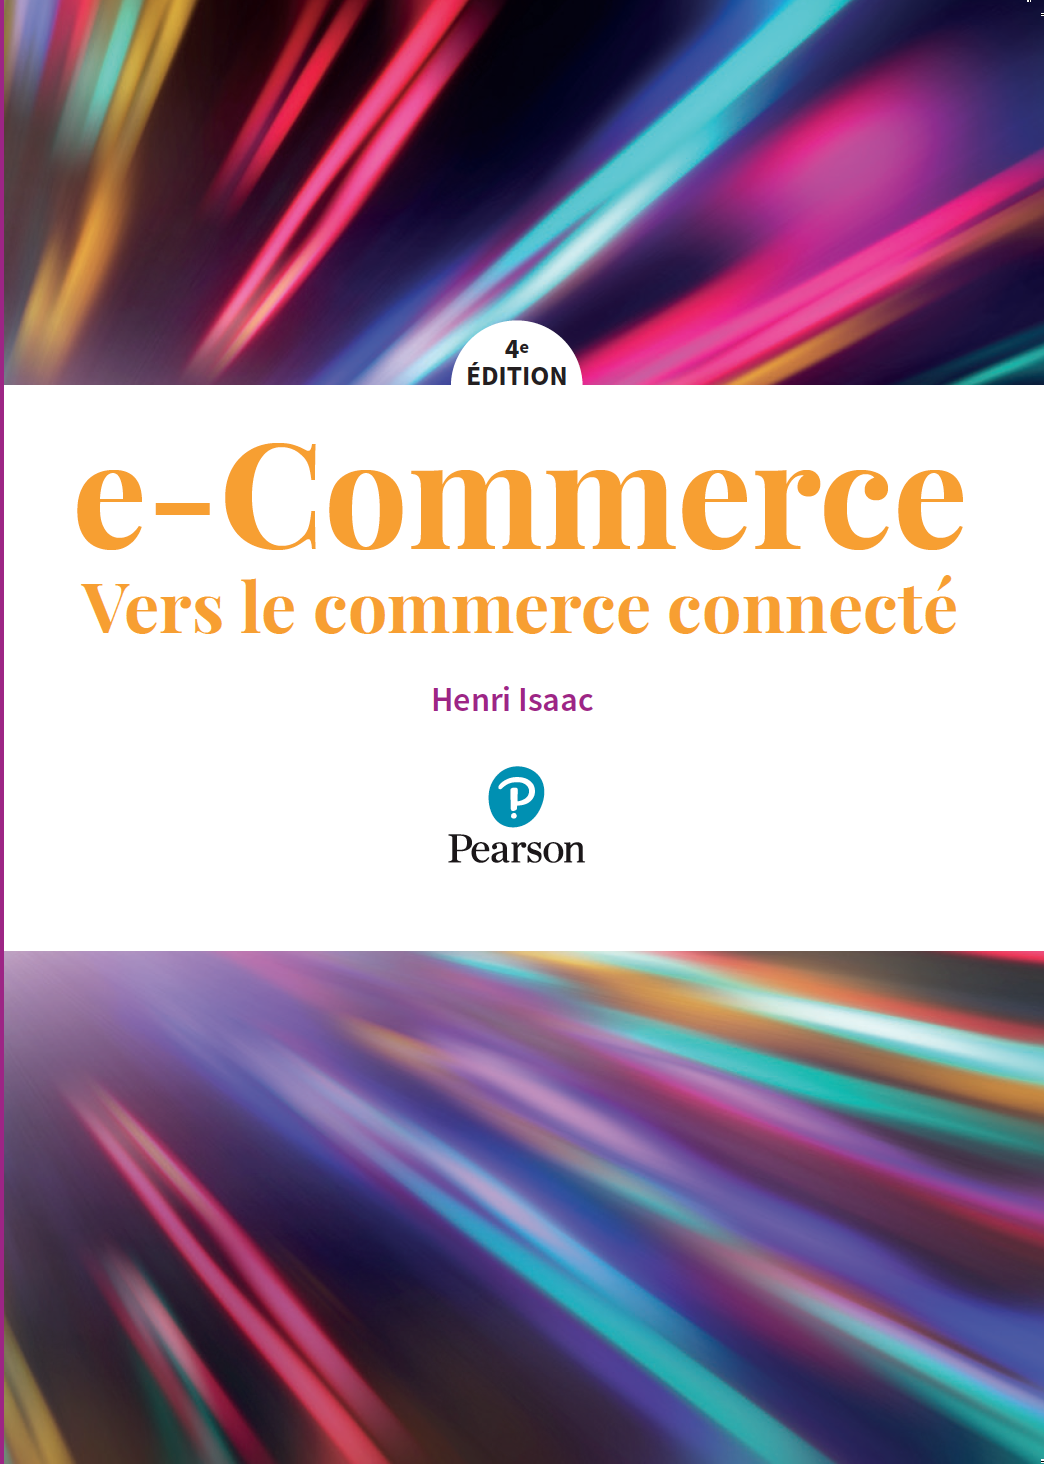 4e
ÉDITION
e-Commerce
Vers le commerce connecté
Henri Isaac
Pearson